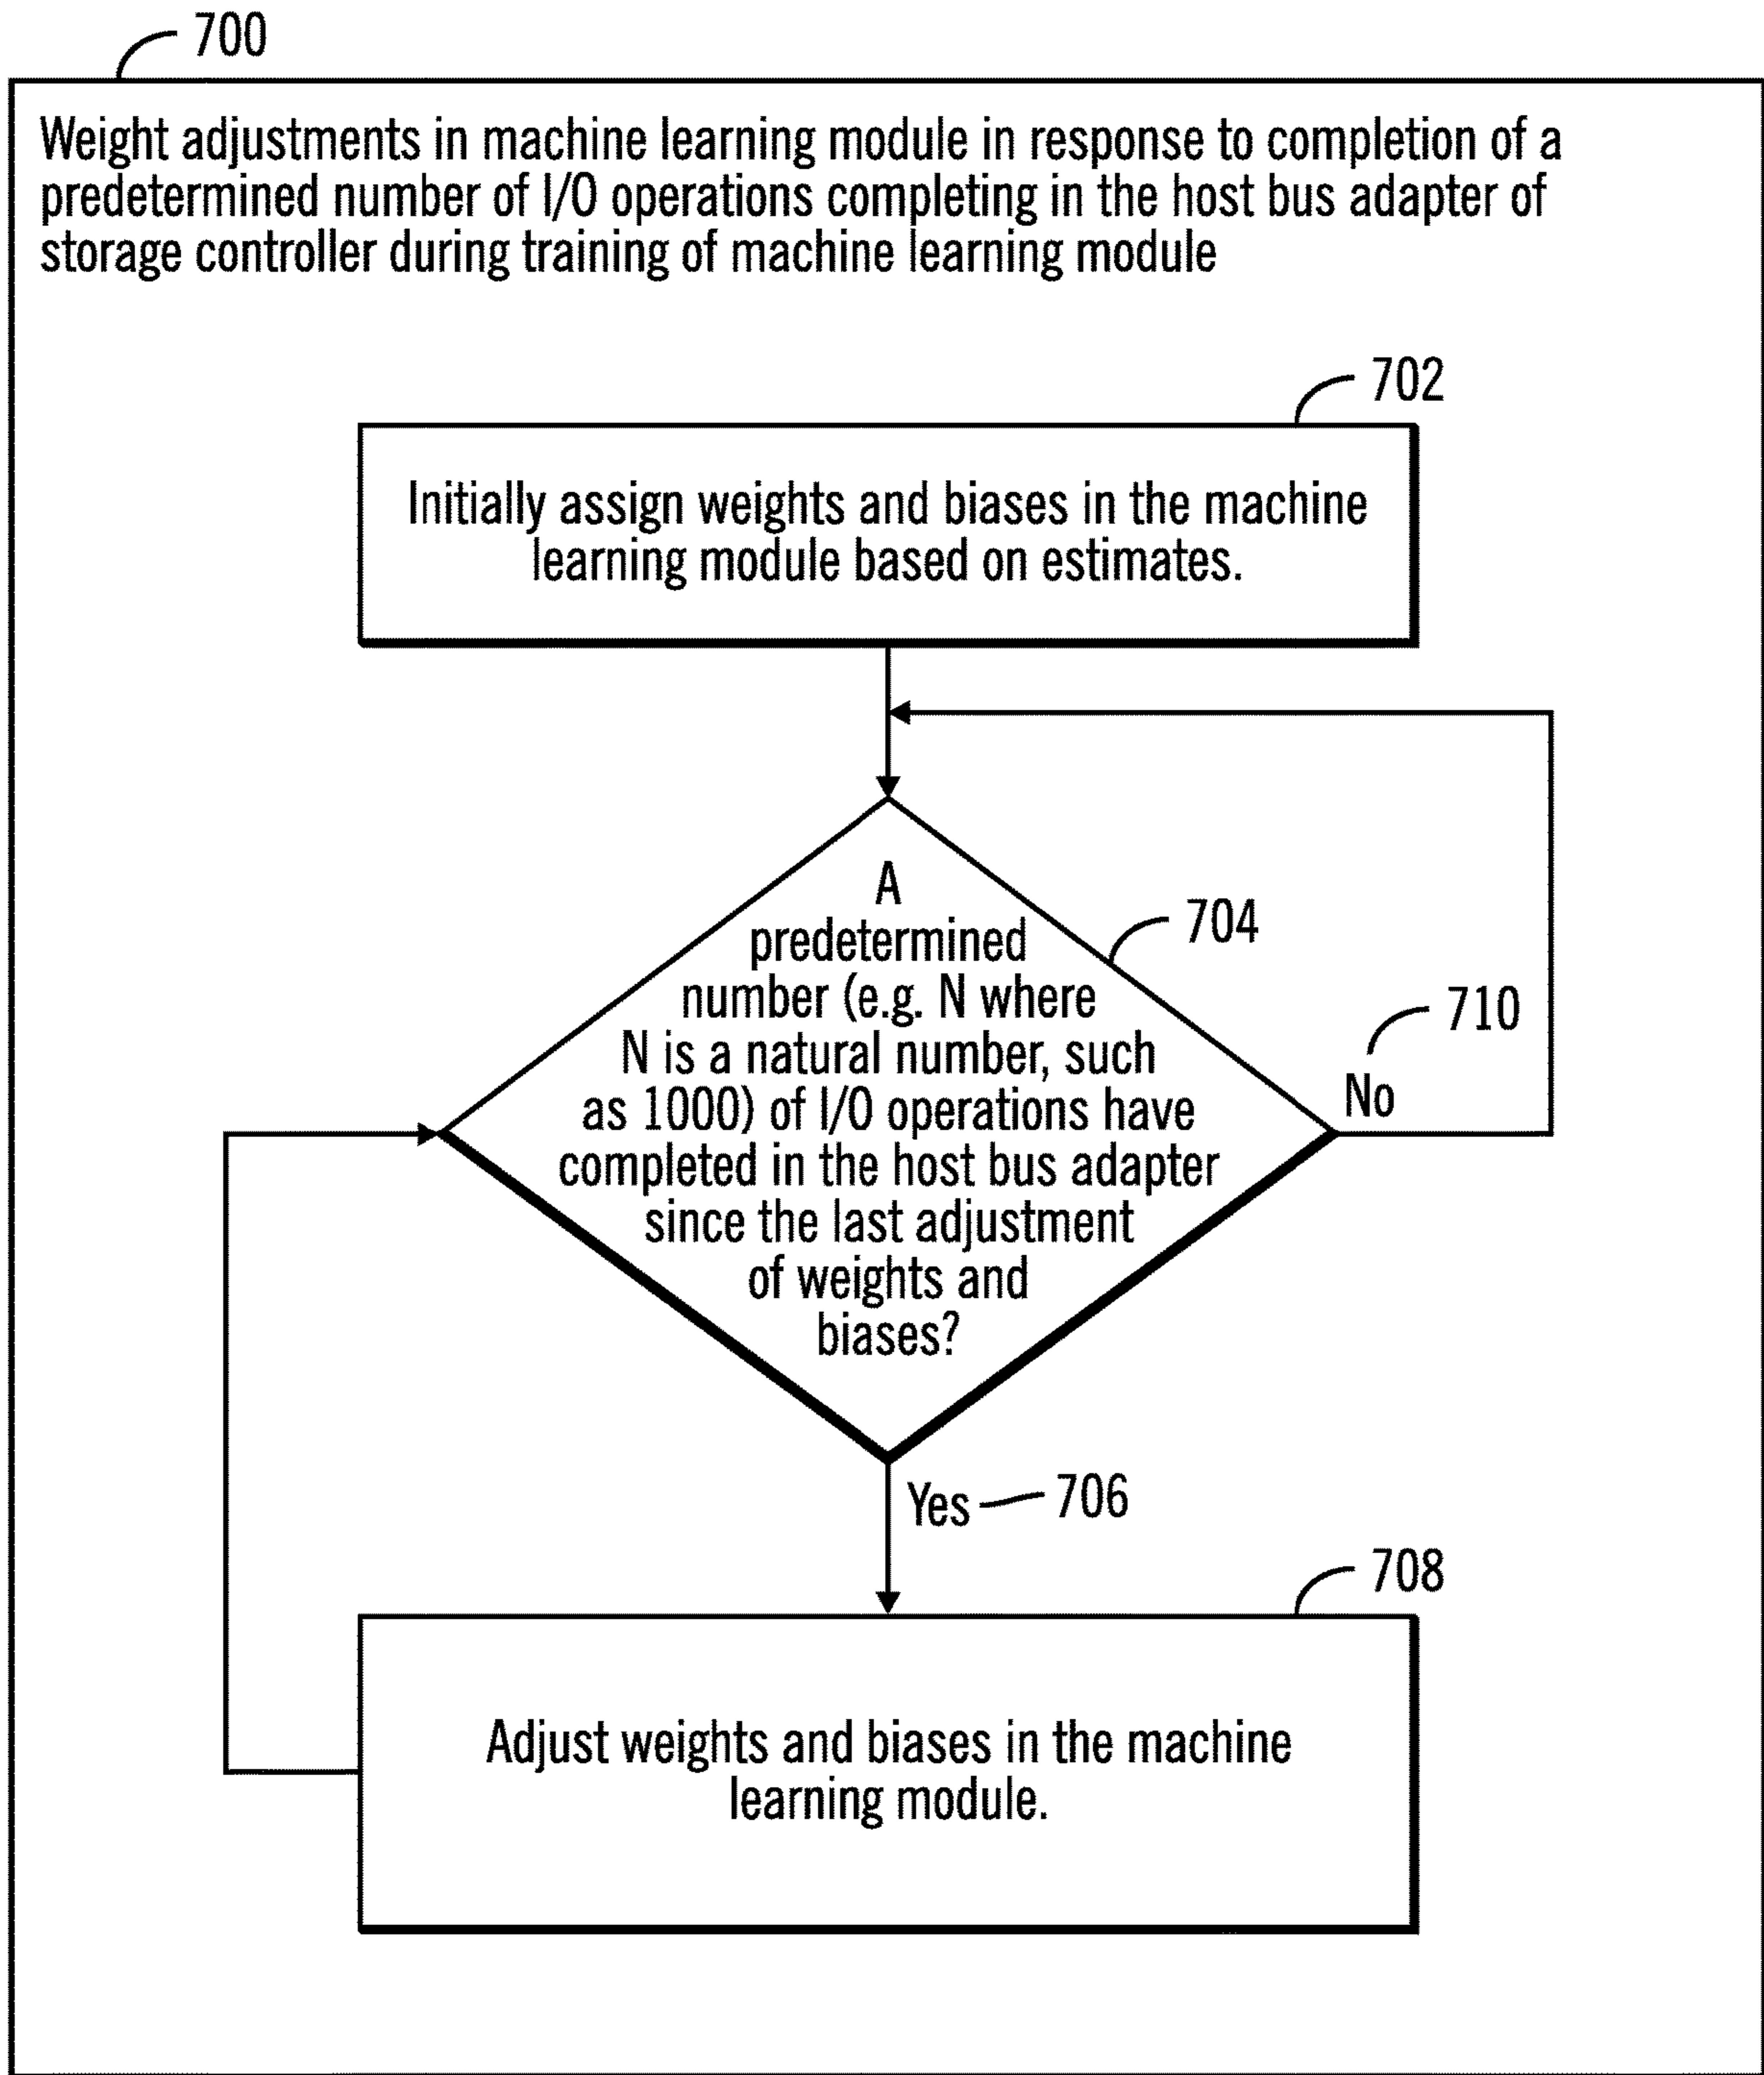 700
Weight adjustments in machine learning module in response to completion of a
predetermined number of I/O operations completing in the host bus adapter of
storage controller during training of machine learning module
702
Initially assign weights and biases in the machine
learning module based on estimates.
A
predetermined
number (e.g. N where
N is a natural number, such
as 1000) of I/O operations have
completed in the host bus adapter
since the last adjustment
of weights and
biases?
704
710
No
Yes
706
708
Adjust weights and biases in the machine
learning module.